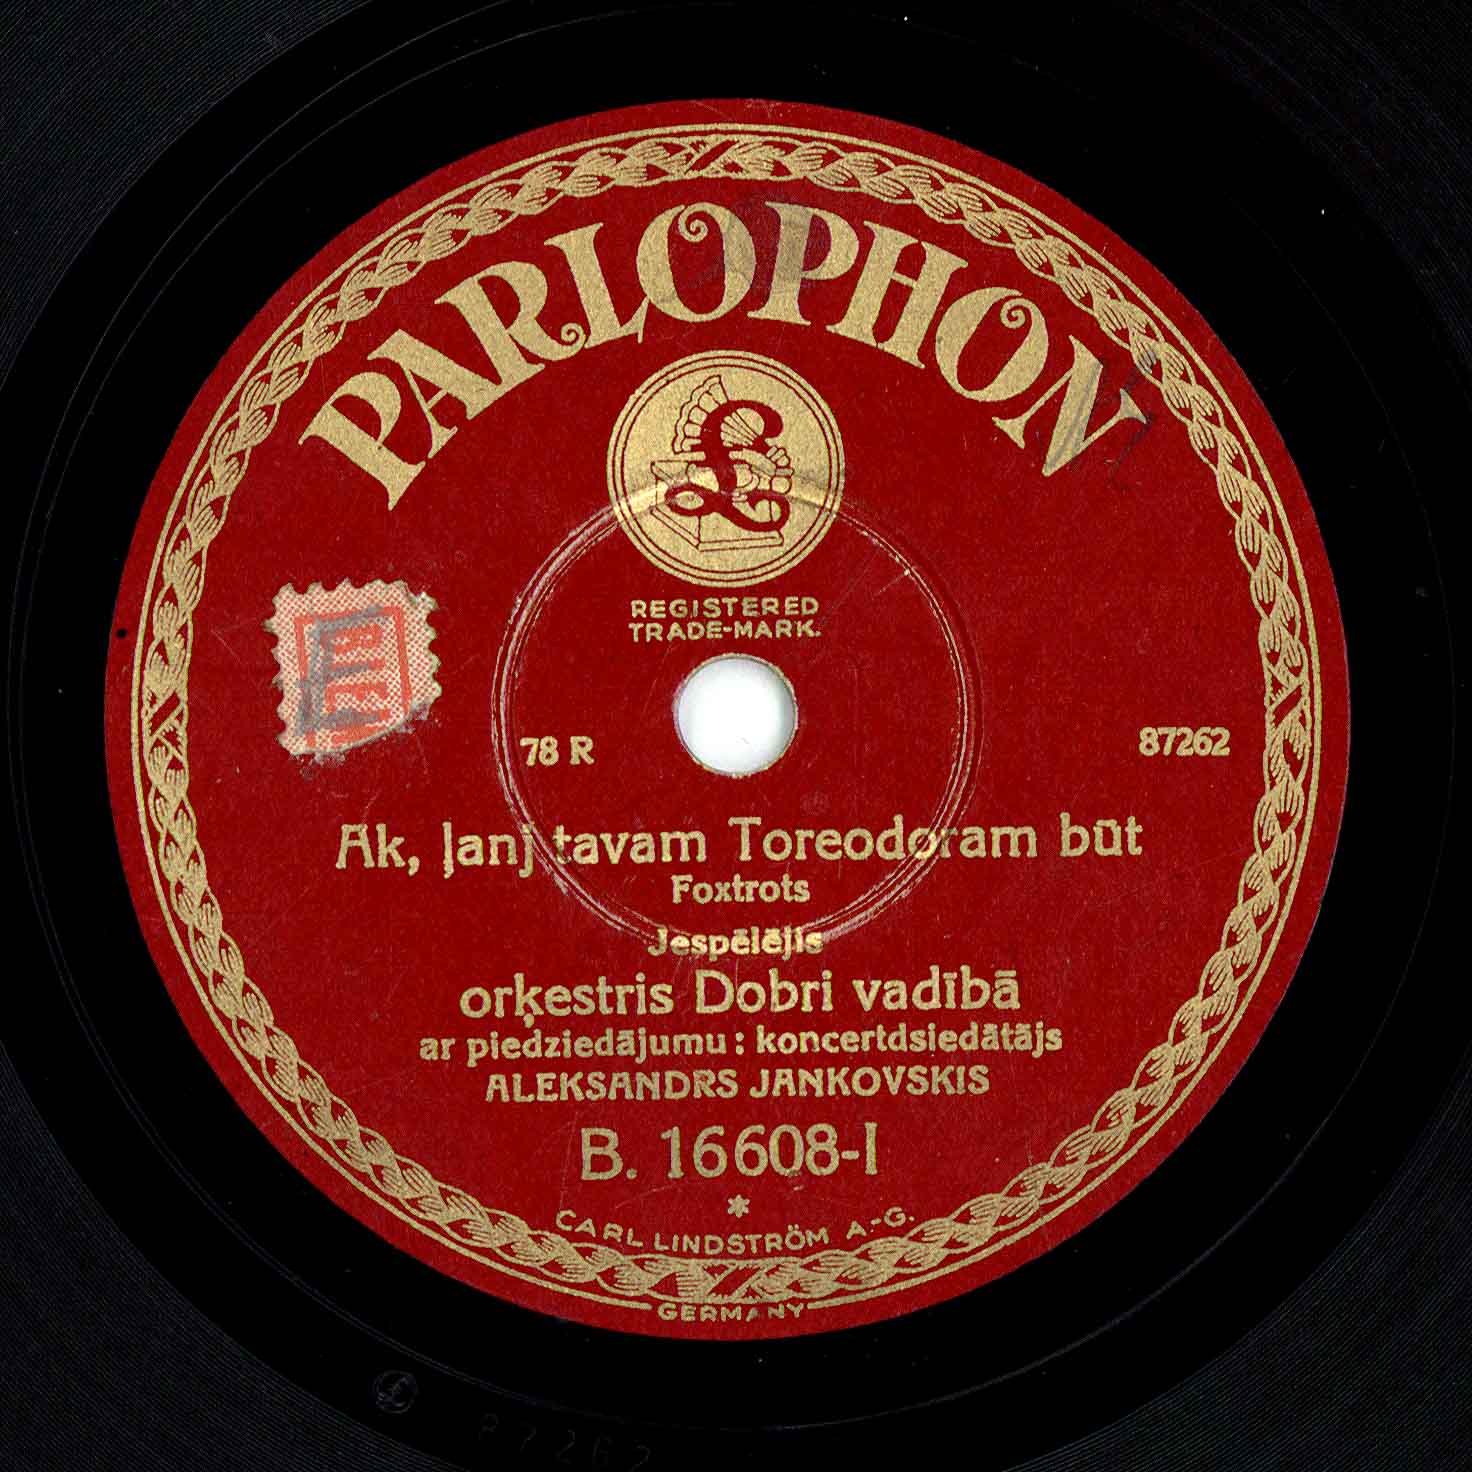 PARLOPHON
£
REGISTERED
TRADE-MARK.
78 R
87262
Ak, ļanj tavam Toreodoram būt
Foxtrots
Jespēlējis
orķestris Dobri vadībā
ar piedziedājumu: koncertdsiedātājs
ALEKSANDRS JANKOVSKIS
B. 16608-I
*
CARL LINDSTRÖM A.-G.
GERMANY
£
87262